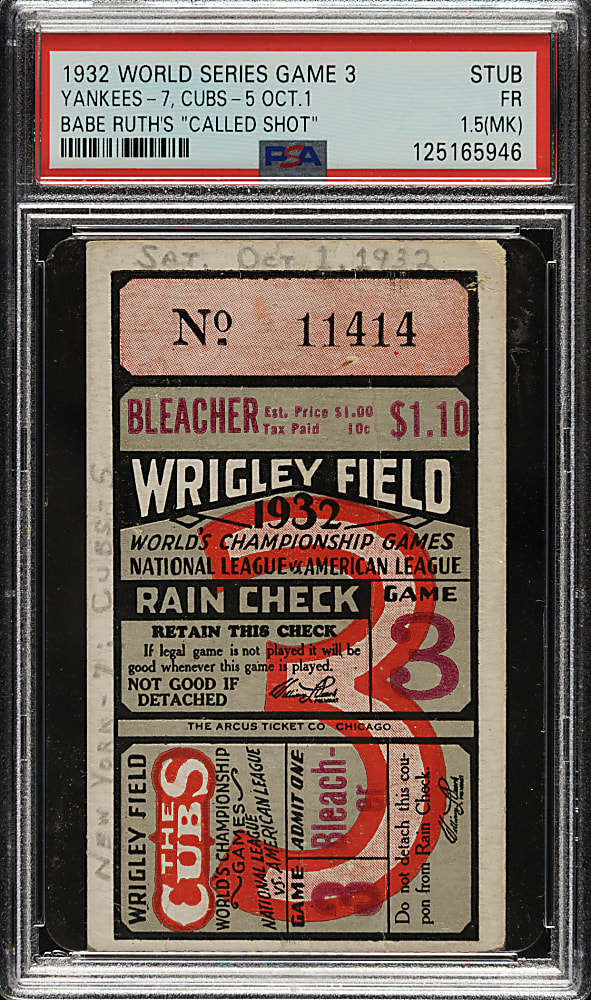 1932 WORLD SERIES GAME 3 STUB
YANKEES-7, CUBS-5 OCT.1 FR
BABE RUTH'S "CALLED SHOT" 1.5(MK)
PSA 125165946
SAT. OCT 1, 1932
No. 11414
BLEACHER Est. Price $1.00 $1.10
Tax Paid 10c
WRIGLEY FIELD
1932
WORLD'S CHAMPIONSHIP GAMES
NATIONAL LEAGUE vs. AMERICAN LEAGUE
RAIN CHECK GAME
3
RETAIN THIS CHECK
If legal game is not played it will be
good whenever this game is played.
NOT GOOD IF
DETACHED
PRESIDENT
THE ARCUS TICKET CO. CHICAGO
NEW YORK - 7; CUBS - 5
WRIGLEY FIELD
THE
CUBS
WORLD'S CHAMPIONSHIP
GAMES
NATIONAL LEAGUE
VS. AMERICAN LEAGUE
GAME ADMIT ONE
3 Bleach-
er
Do not detach this cou-
pon from Rain Check.